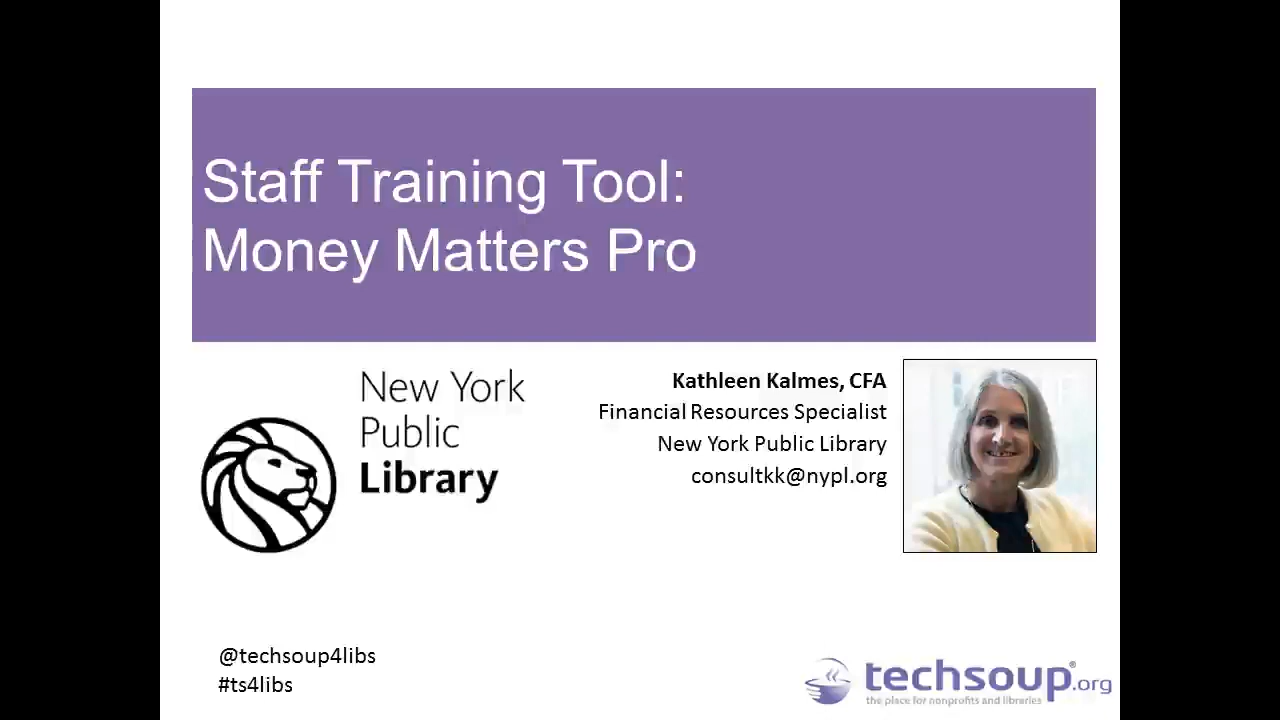 Staff Training Tool:
Money Matters Pro
New York
Public
Library
Kathleen Kalmes, CFA
Financial Resources Specialist
New York Public Library
consultkk@nypl.org
@techsoup4libs
#ts4libs
techsoup®.org
the place for nonprofits and libraries